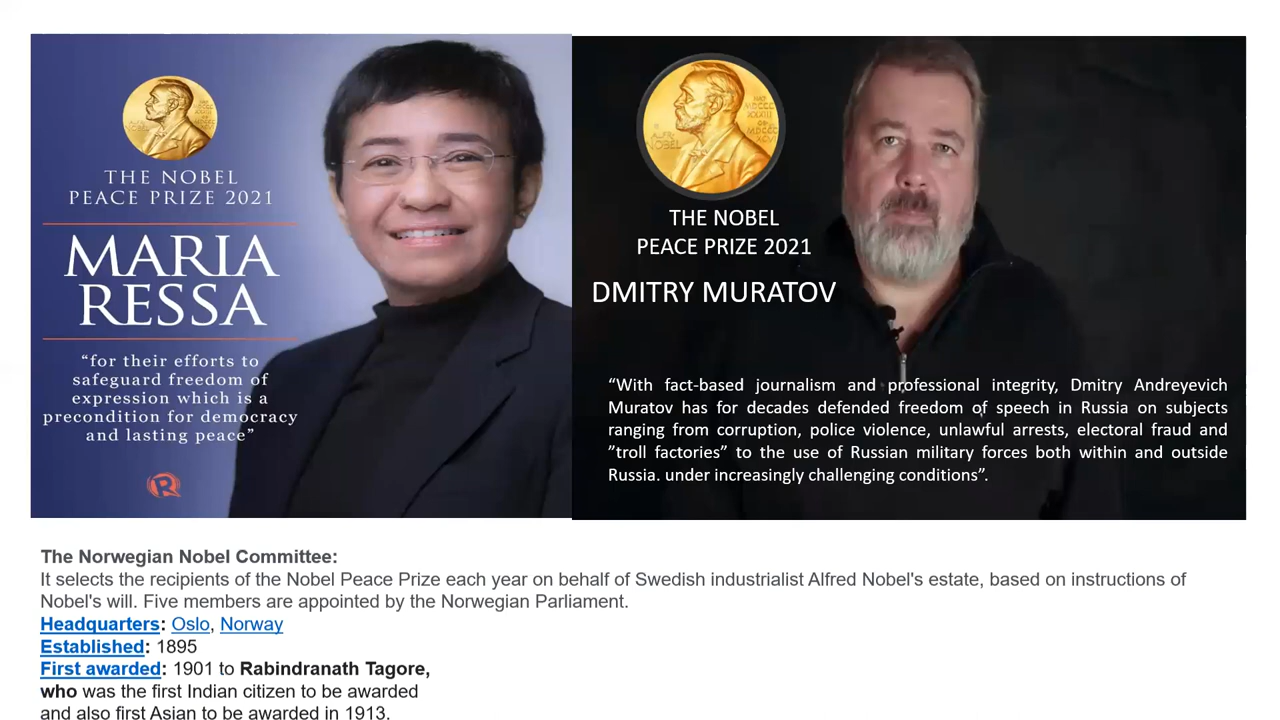 THE NOBEL
PEACE PRIZE 2021
MARIA
RESSA
“for their efforts to
safeguard freedom of
expression which is a
precondition for democracy
and lasting peace”
R
THE NOBEL
PEACE PRIZE 2021
DMITRY MURATOV
“With fact-based journalism and professional integrity, Dmitry Andreyevich
Muratov has for decades defended freedom of speech in Russia on subjects
ranging from corruption, police violence, unlawful arrests, electoral fraud and
”troll factories” to the use of Russian military forces both within and outside
Russia. under increasingly challenging conditions”.
The Norwegian Nobel Committee:
It selects the recipients of the Nobel Peace Prize each year on behalf of Swedish industrialist Alfred Nobel's estate, based on instructions of
Nobel's will. Five members are appointed by the Norwegian Parliament.
Headquarters: Oslo, Norway
Established: 1895
First awarded: 1901 to Rabindranath Tagore,
who was the first Indian citizen to be awarded
and also first Asian to be awarded in 1913.